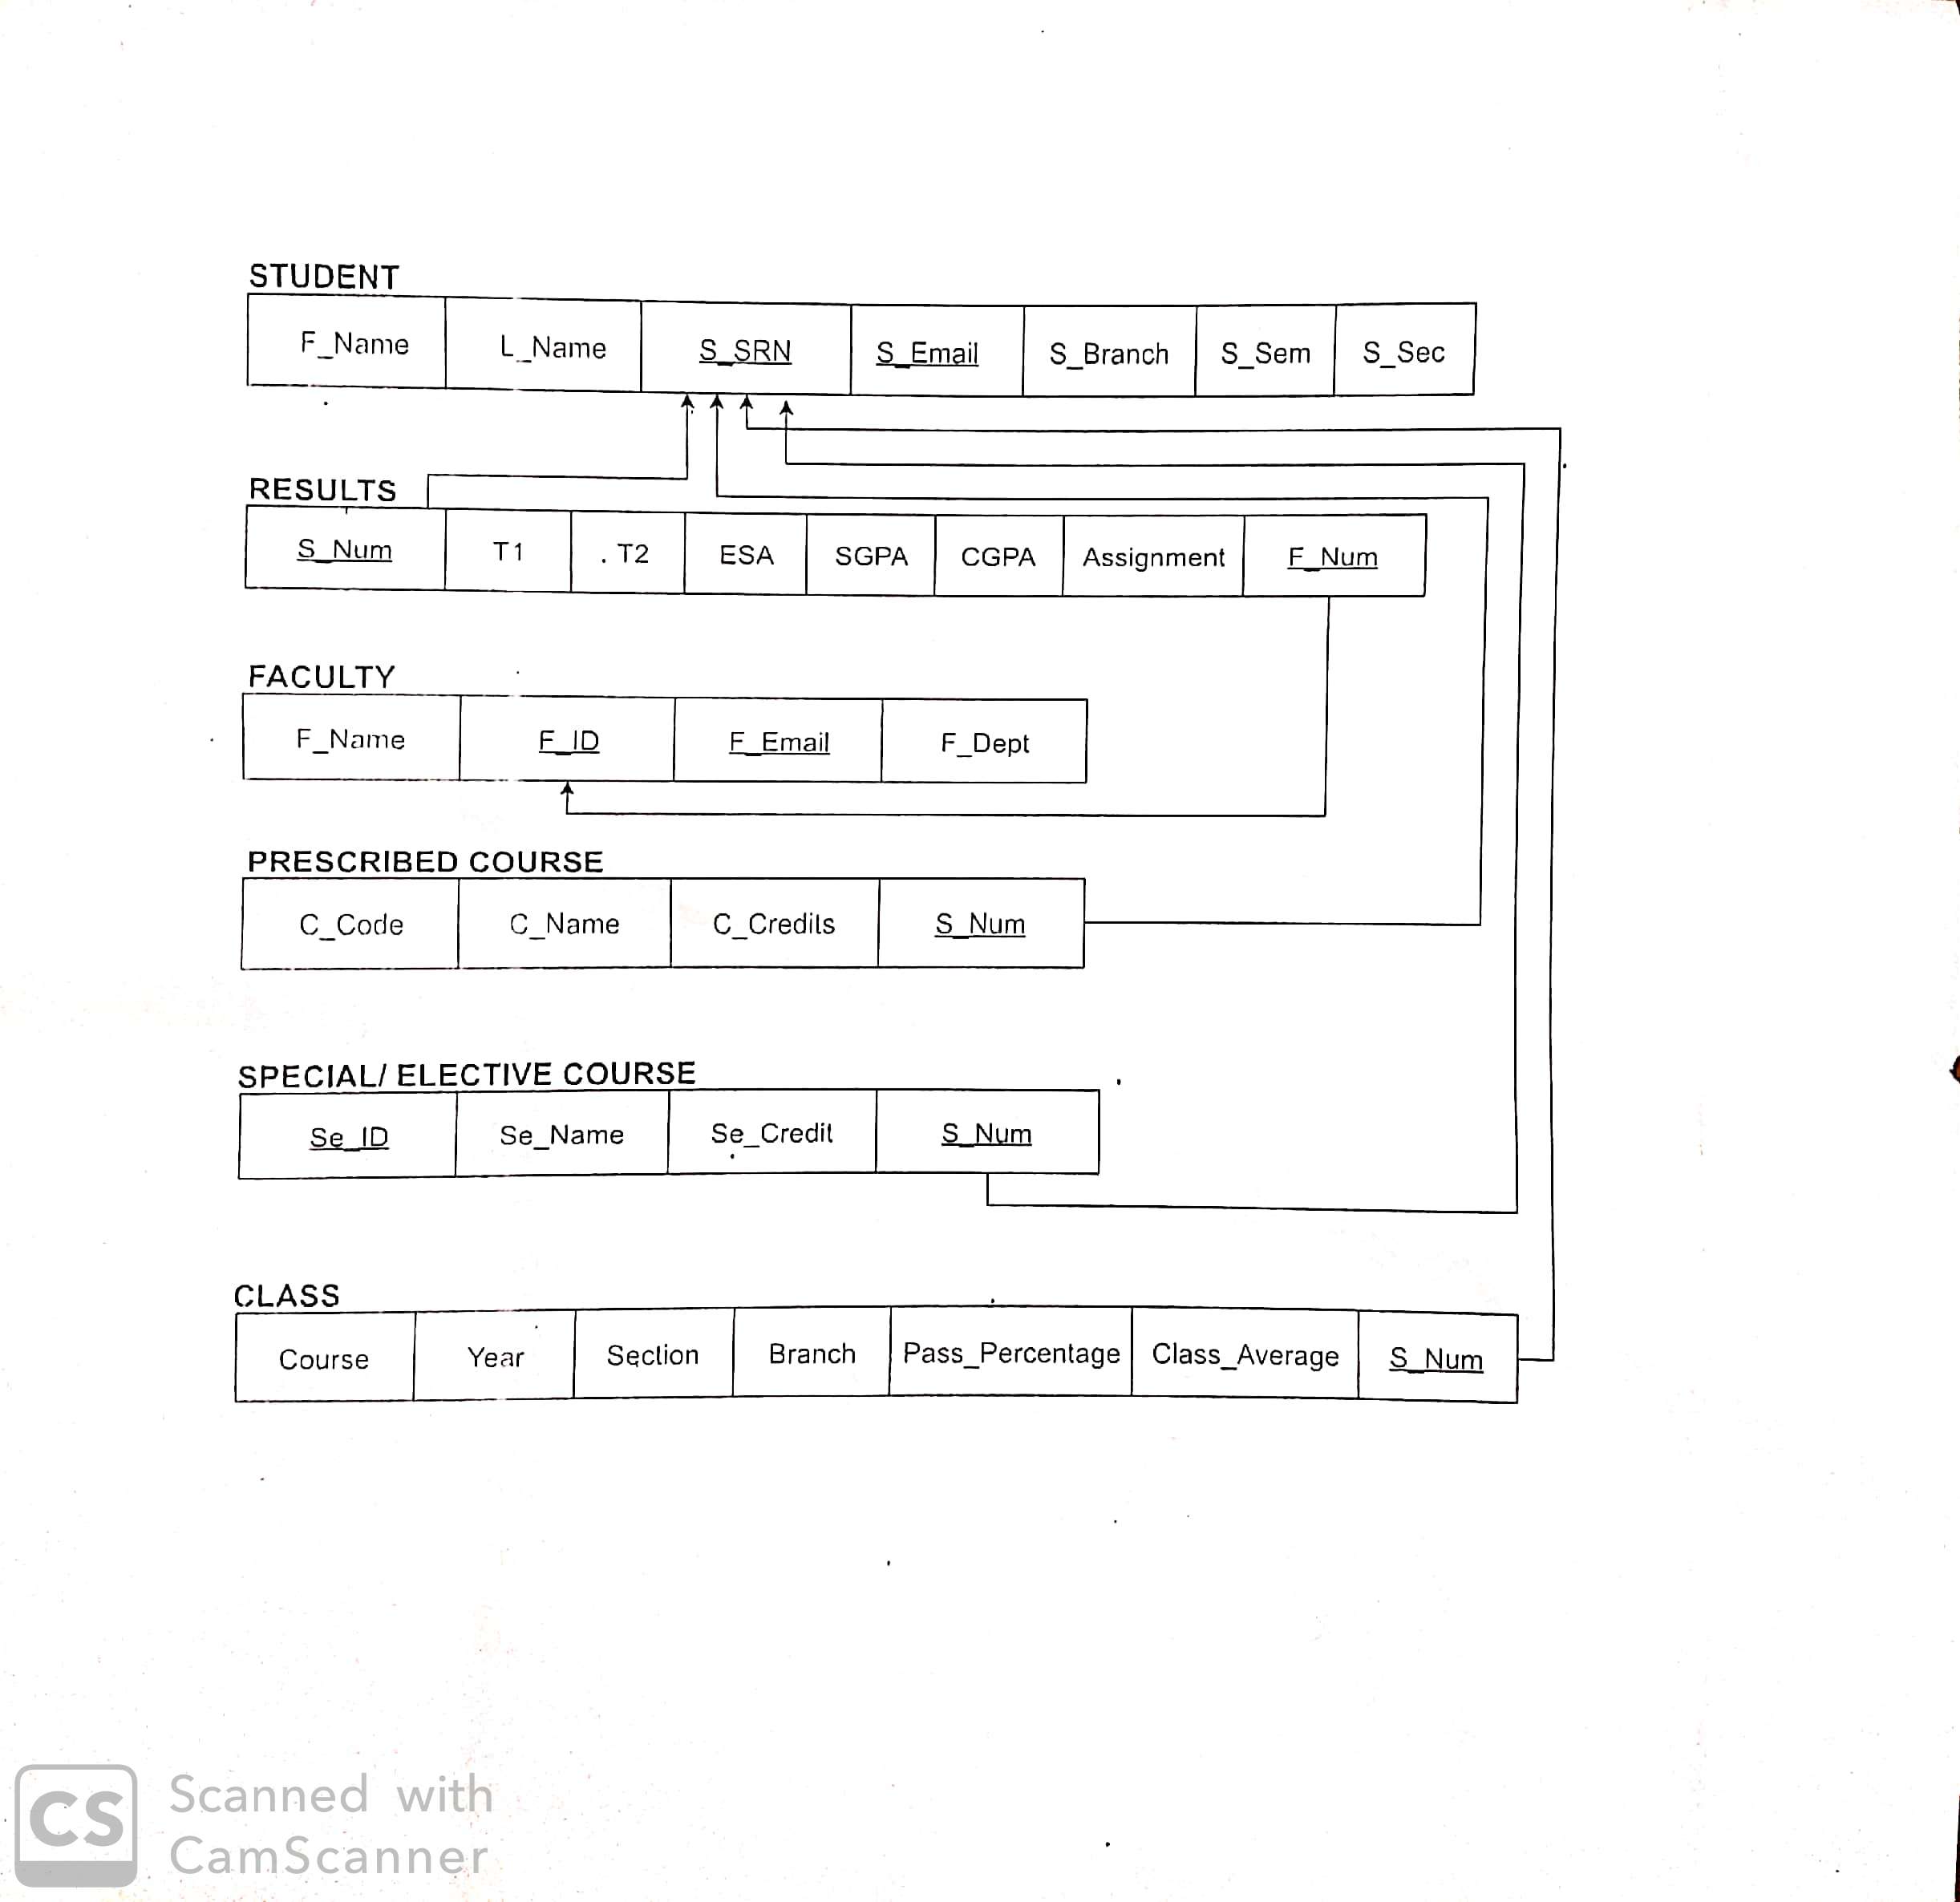 STUDENT
F_Name L_Name S_SRN S_Email S_Branch S_Sem S_Sec
RESULTS
S_Num T1 . T2 ESA SGPA CGPA Assignment F_Num
FACULTY
F_Name F_ID F_Email F_Dept
PRESCRIBED COURSE
C_Code C_Name C_Credits S_Num
SPECIAL/ ELECTIVE COURSE
Se_ID Se_Name Se_Credit S_Num
CLASS
Course Year Section Branch Pass_Percentage Class_Average S_Num
CS Scanned with
CamScanner